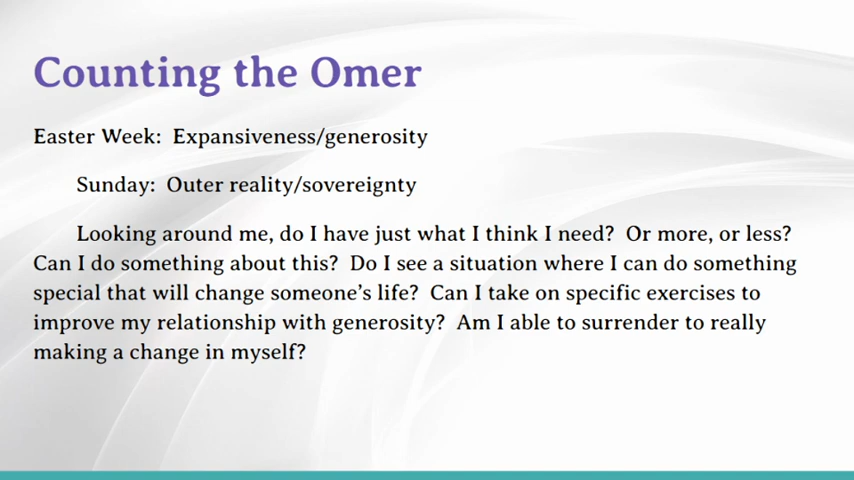 Counting the Omer
Easter Week:  Expansiveness/generosity
Sunday:  Outer reality/sovereignty
Looking around me, do I have just what I think I need?  Or more, or less?
Can I do something about this?  Do I see a situation where I can do something
special that will change someone’s life?  Can I take on specific exercises to
improve my relationship with generosity?  Am I able to surrender to really
making a change in myself?